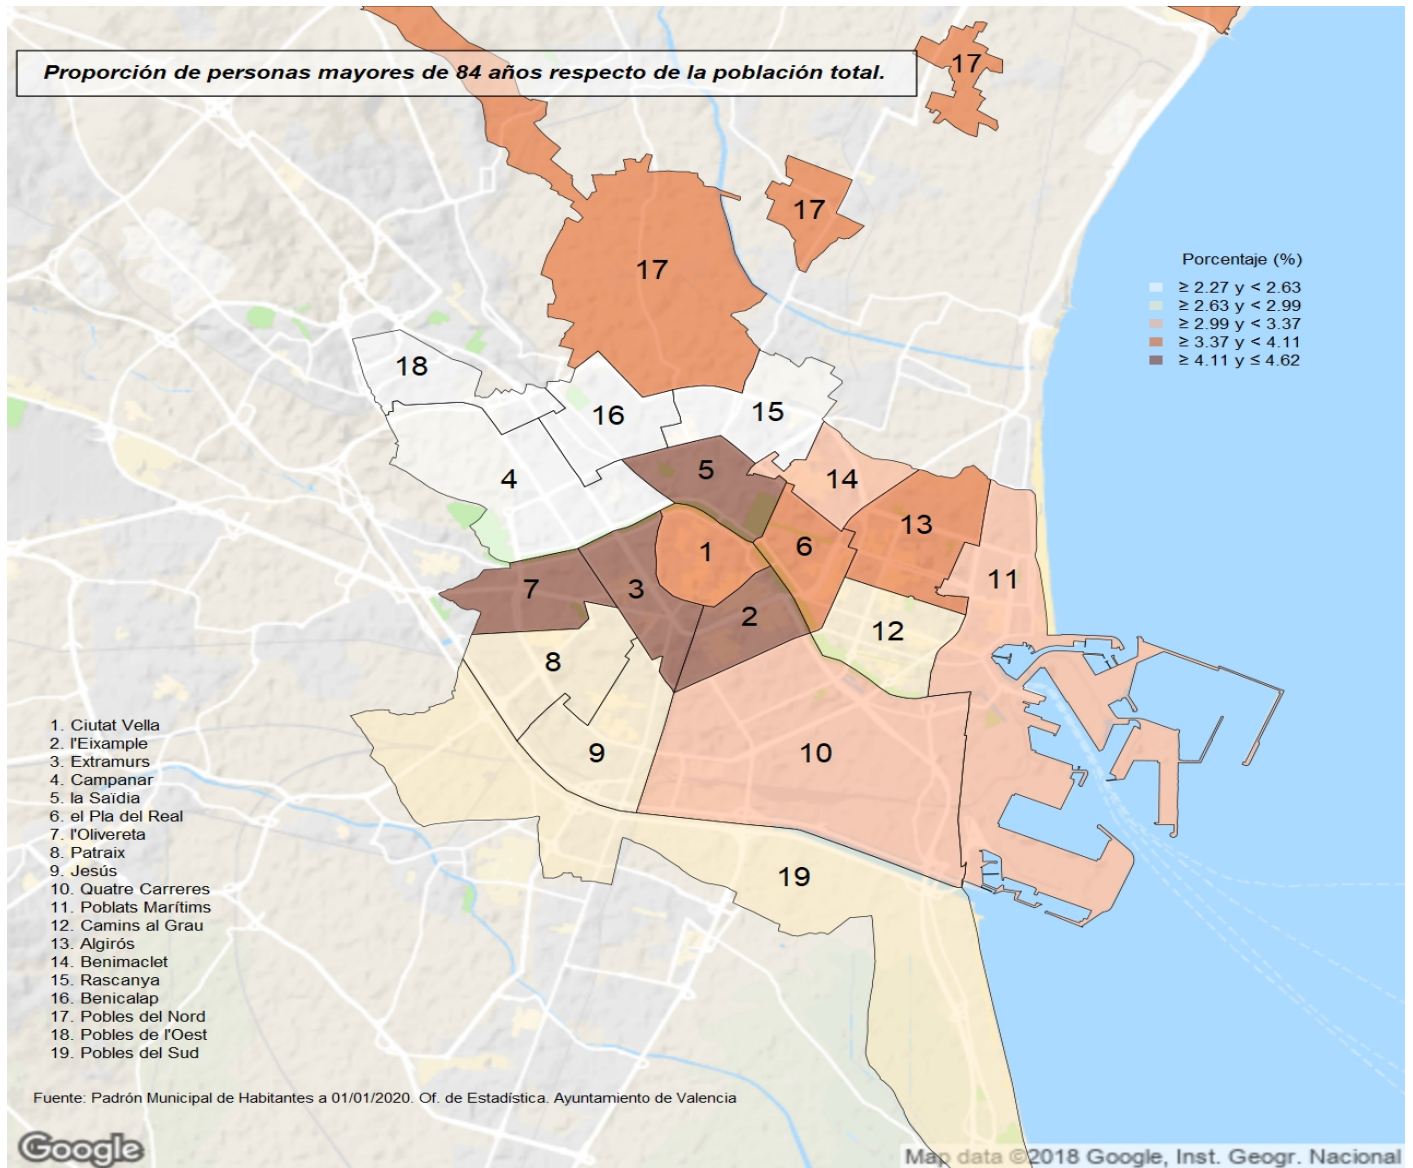 Proporción de personas mayores de 84 años respecto de la población total.
17
17
17
Porcentaje (%)
≥ 2.27 y < 2.63
≥ 2.63 y < 2.99
≥ 2.99 y < 3.37
≥ 3.37 y < 4.11
≥ 4.11 y ≤ 4.62
18
16
15
4
5
14
13
1
6
11
7
3
2
12
8
9
10
19
1. Ciutat Vella
2. l'Eixample
3. Extramurs
4. Campanar
5. la Saïdia
6. el Pla del Real
7. l'Olivereta
8. Patraix
9. Jesús
10. Quatre Carreres
11. Poblats Marítims
12. Camins al Grau
13. Algirós
14. Benimaclet
15. Rascanya
16. Benicalap
17. Pobles del Nord
18. Pobles de l'Oest
19. Pobles del Sud
Fuente: Padrón Municipal de Habitantes a 01/01/2020. Of. de Estadística. Ayuntamiento de Valencia
Google
Map data ©2018 Google, Inst. Geogr. Nacional